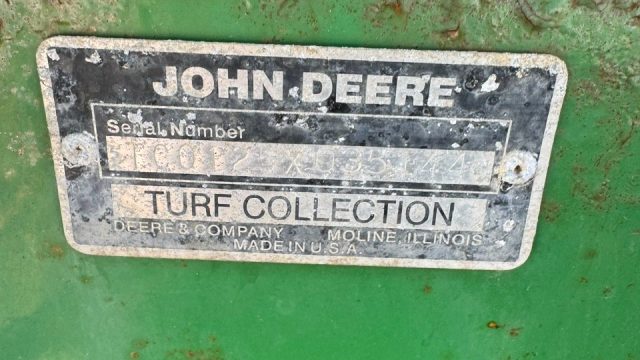 JOHN DEERE
Serial Number
TURF COLLECTION
DEERE & COMPANY MOLINE, ILLINOIS
MADE IN U.S.A.